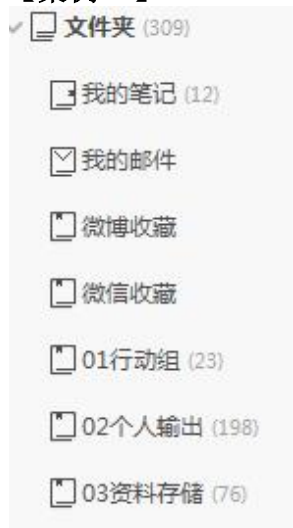 文件夹 (309)
我的笔记 (12)
我的邮件
微博收藏
微信收藏
01行动组 (23)
02个人输出 (198)
03资料存储 (76)